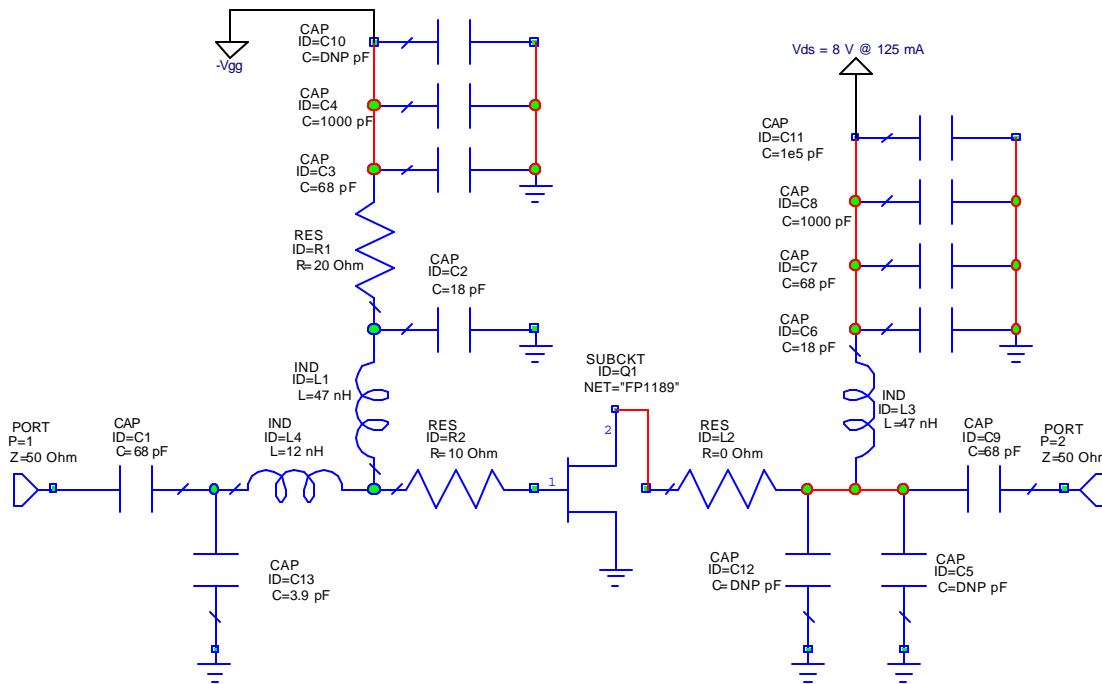 CAP
ID=C10
C=DNP pF
-Vgg
CAP
ID=C4
C=1000 pF
CAP
ID=C3
C=68 pF
RES
ID=R1
R=20 Ohm
CAP
ID=C2
C=18 pF
IND
ID=L1
L=47 nH
PORT
P=1
Z=50 Ohm
CAP
ID=C1
C=68 pF
IND
ID=L4
L=12 nH
RES
ID=R2
R=10 Ohm
CAP
ID=C13
C=3.9 pF
SUBCKT
ID=Q1
NET="FP1189"
1
2
RES
ID=L2
R=0 Ohm
Vds = 8 V @ 125 mA
CAP
ID=C11
C=1e5 pF
CAP
ID=C8
C=1000 pF
CAP
ID=C7
C=68 pF
CAP
ID=C6
C=18 pF
IND
ID=L3
L=47 nH
CAP
ID=C9
C=68 pF
PORT
P=2
Z=50 Ohm
CAP
ID=C12
C=DNP pF
CAP
ID=C5
C=DNP pF